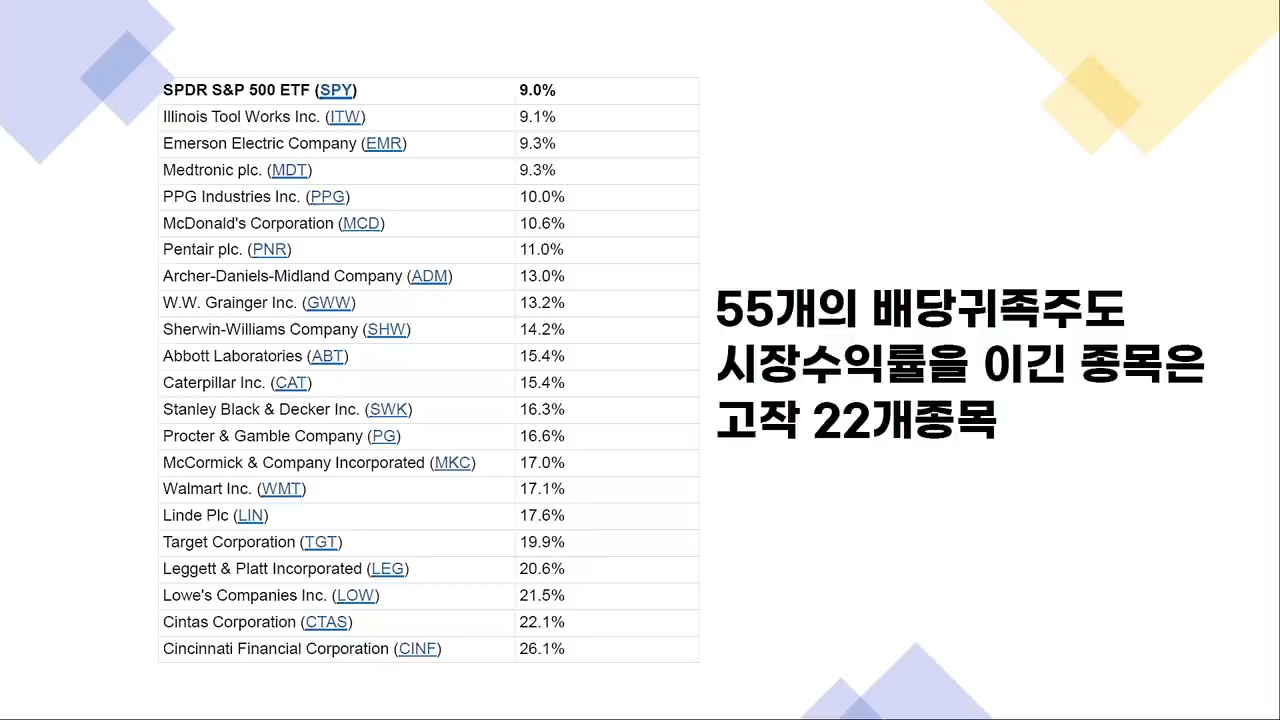 SPDR S&P 500 ETF (SPY) 9.0%
Illinois Tool Works Inc. (ITW) 9.1%
Emerson Electric Company (EMR) 9.3%
Medtronic plc. (MDT) 9.3%
PPG Industries Inc. (PPG) 10.0%
McDonald's Corporation (MCD) 10.6%
Pentair plc. (PNR) 11.0%
Archer-Daniels-Midland Company (ADM) 13.0%
W.W. Grainger Inc. (GWW) 13.2%
Sherwin-Williams Company (SHW) 14.2%
Abbott Laboratories (ABT) 15.4%
Caterpillar Inc. (CAT) 15.4%
Stanley Black & Decker Inc. (SWK) 16.3%
Procter & Gamble Company (PG) 16.6%
McCormick & Company Incorporated (MKC) 17.0%
Walmart Inc. (WMT) 17.1%
Linde Plc (LIN) 17.6%
Target Corporation (TGT) 19.9%
Leggett & Platt Incorporated (LEG) 20.6%
Lowe's Companies Inc. (LOW) 21.5%
Cintas Corporation (CTAS) 22.1%
Cincinnati Financial Corporation (CINF) 26.1%
55개의 배당귀족주도
시장수익률을 이긴 종목은
고작 22개종목